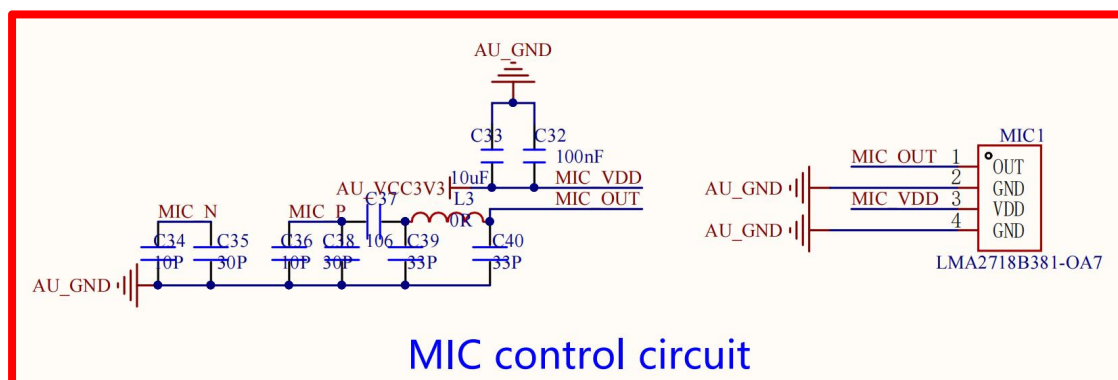 AU_GND
C33
C32
10uF
100nF
AU_VCC3V3
MIC_VDD
MIC_OUT
MIC_N
MIC_P
C37
106
L3
0R
C34
10P
C35
30P
C36
10P
C38
30P
C39
33P
C40
33P
AU_GND
MIC1
MIC_OUT 1 OUT
AU_GND 2 GND
MIC_VDD 3 VDD
AU_GND 4 GND
LMA2718B381-OA7
MIC control circuit